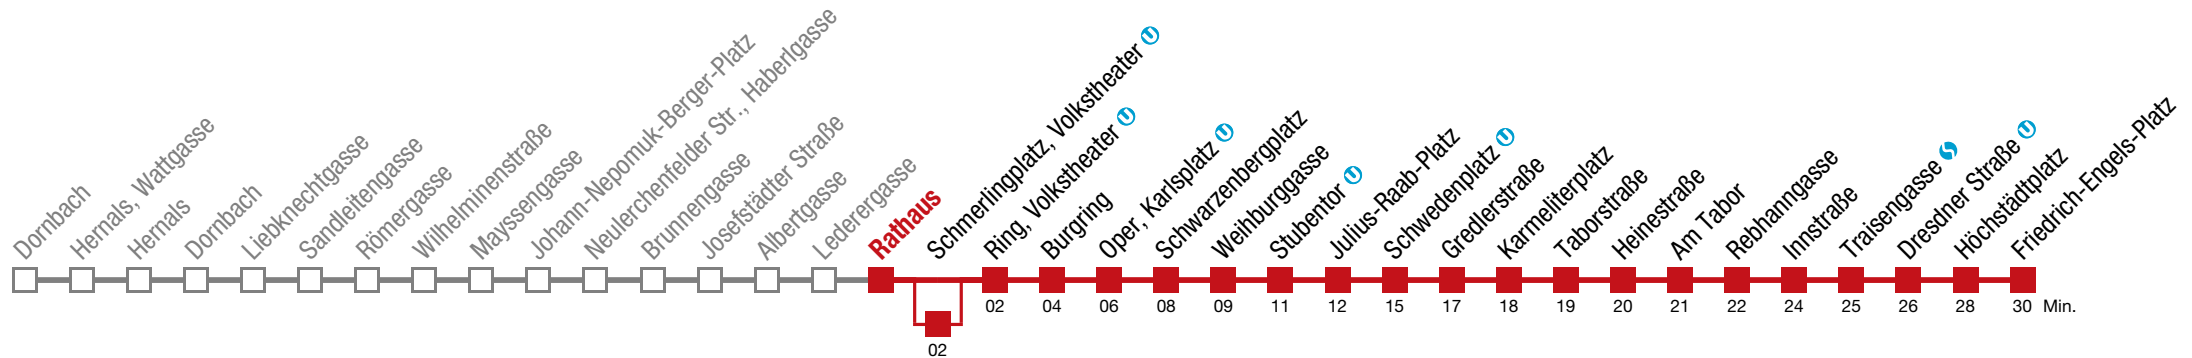 Dornbach
Hernals, Wattgasse
Hernals
Dornbach
Liebknechtgasse
Sandleitengasse
Römergasse
Wilhelminenstraße
Mayssengasse
Johann-Nepomuk-Berger-Platz
Neulerchenfelder Str., Haberlgasse
Brunnengasse
Josefstädter Straße
Albertgasse
Lederergasse
Rathaus
Schmerlingplatz, Volkstheater U
Ring, Volkstheater U
Burgring
Oper, Karlsplatz U
Schwarzenbergplatz
Weihburggasse
Stubentor U
Julius-Raab-Platz
Schwedenplatz U
Gredlerstraße
Karmeliterplatz
Taborstraße
Heinestraße
Am Tabor
Rebhanngasse
Innstraße
Traisengasse S
Dresdner Straße U
Höchstädtplatz
Friedrich-Engels-Platz
02 04 06 08 09 11 12 15 17 18 19 20 21 22 24 25 26 28 30 Min.
02